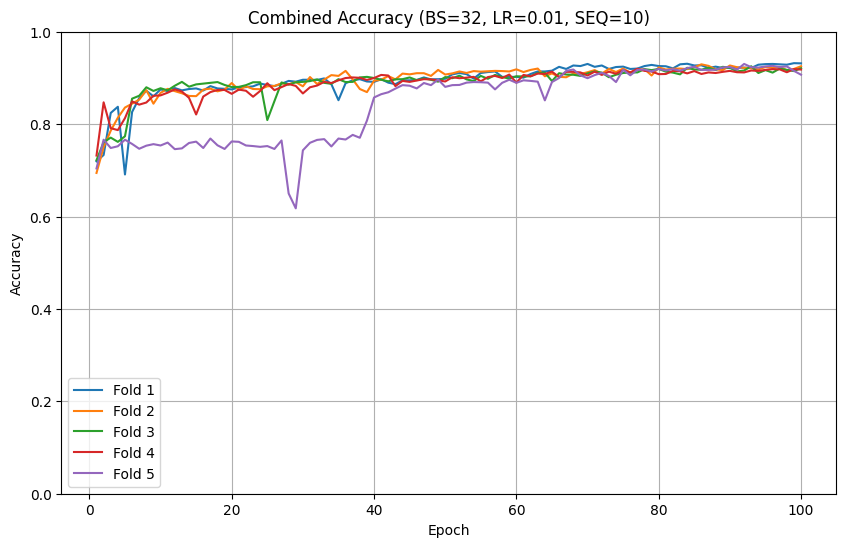 Combined Accuracy (BS=32, LR=0.01, SEQ=10)
1.0
0.8
0.6
0.4
0.2
0.0
Accuracy
Fold 1
Fold 2
Fold 3
Fold 4
Fold 5
0 20 40 60 80 100
Epoch